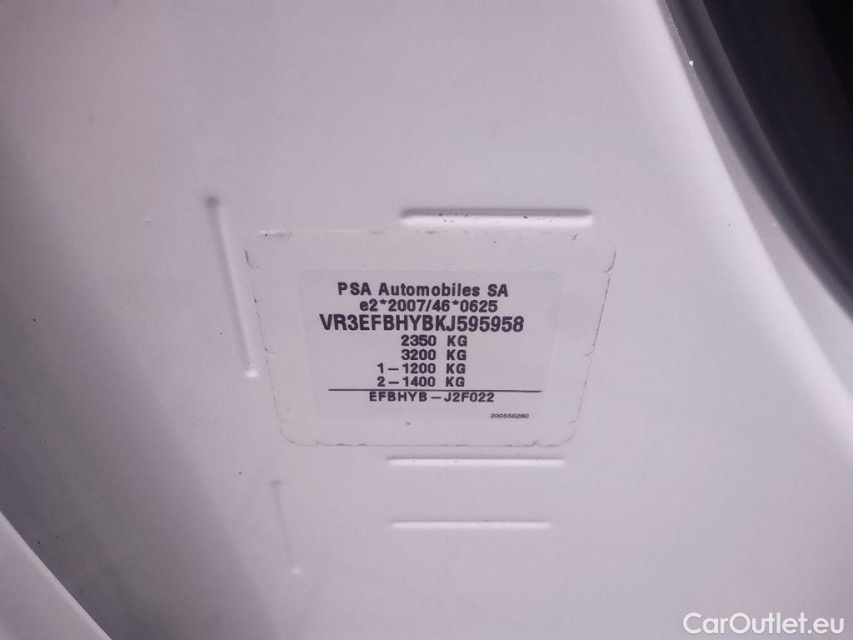 PSA Automobiles SA
e2*2007/46*0625
VR3EFBHYBKJ595958
2350 KG
3200 KG
1-1200 KG
2-1400 KG
EFBHYB-J2F022
200556280
CarOutlet.eu